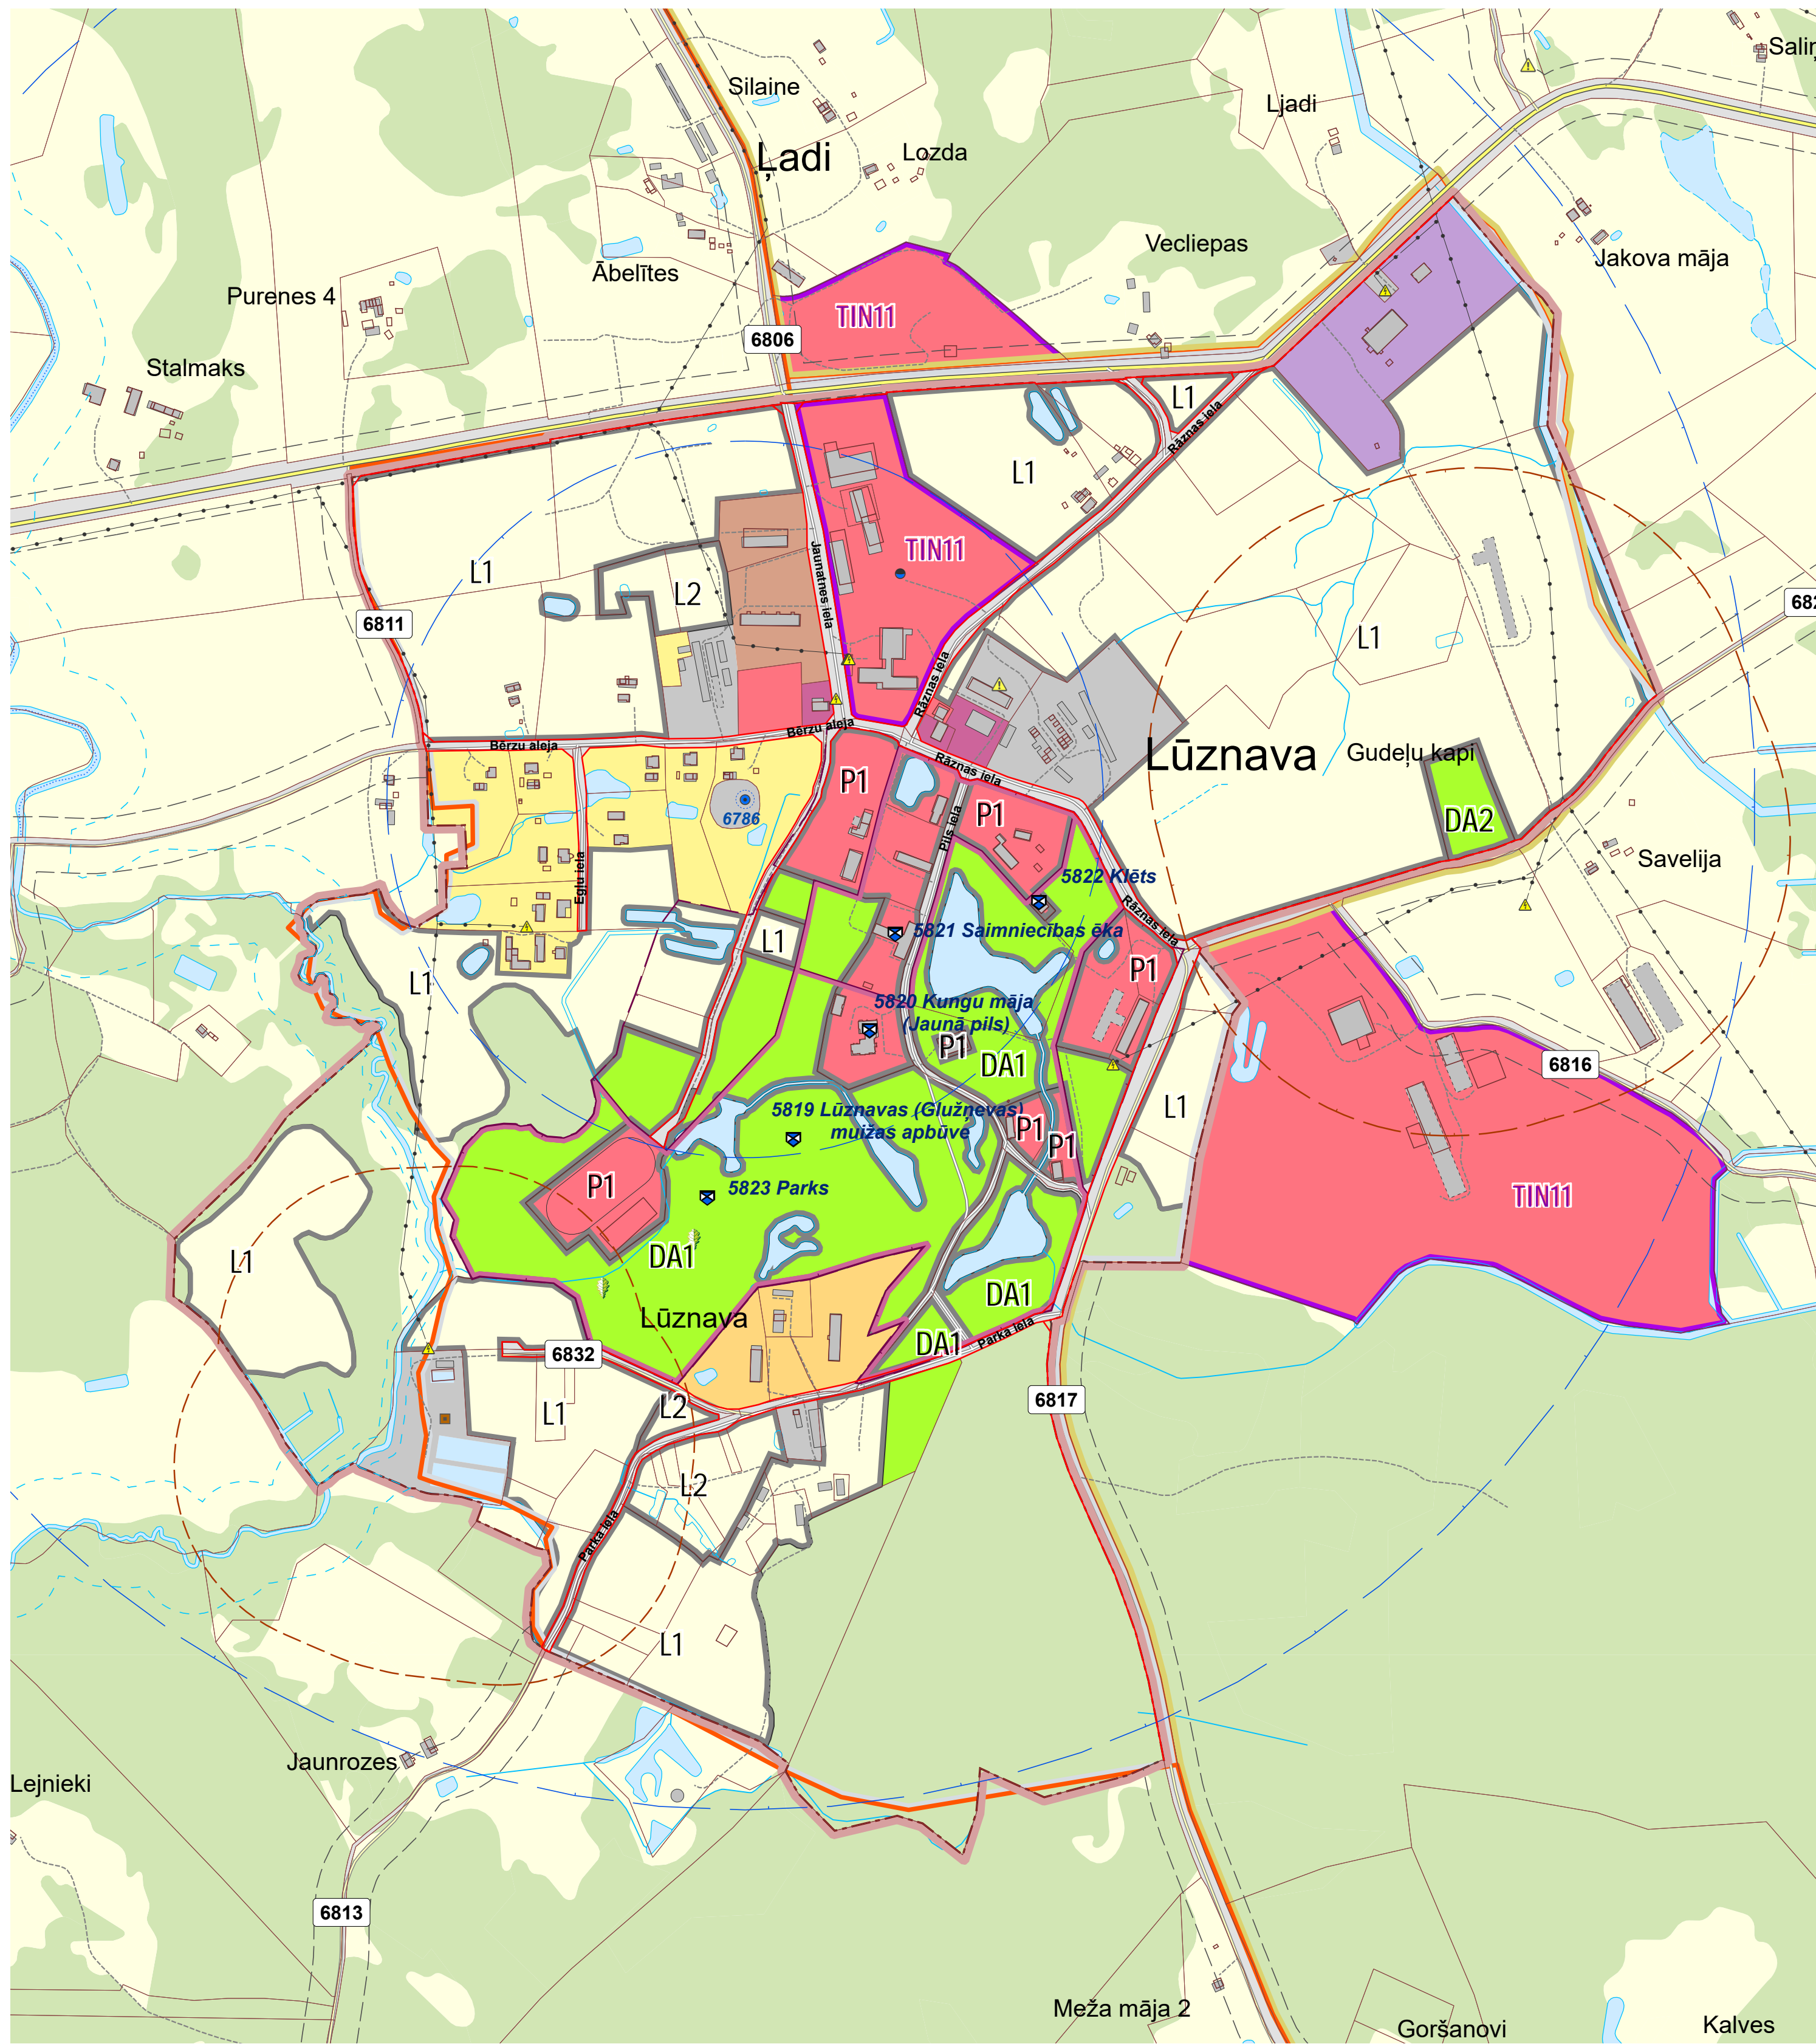 Saliņ
Silaine
Ljadi
Ļadi
Lozda
Vecliepas
Jakova māja
Ābelītes
Purenes 4
TIN11
6806
Stalmaks
L1
Rāznas iela
L1
TIN11
Jaunatnes iela
L1
L2
682
6811
L1
Rāznas iela
Bērzu aleja
Bērzu aleja
Rāznas iela
Lūznava
Gudeļu kapi
P1
P1
Pils iela
6786
DA2
Savelija
Egļu iela
5822 Klēts
Rāznas iela
5821 Saimniecības ēka
L1
P1
L1
5820 Kungu māja
(Jaunā pils)
P1
DA1
6816
5819 Lūznavas (Glužņevas)
muižas apbūve
L1
P1
P1
5823 Parks
P1
TIN11
L1
DA1
DA1
Lūznava
DA1
Parka iela
6832
6817
L2
L1
L2
Parka iela
L1
Jaunrozes
Lejnieki
6813
Meža māja 2
Goršanovi
Kalves